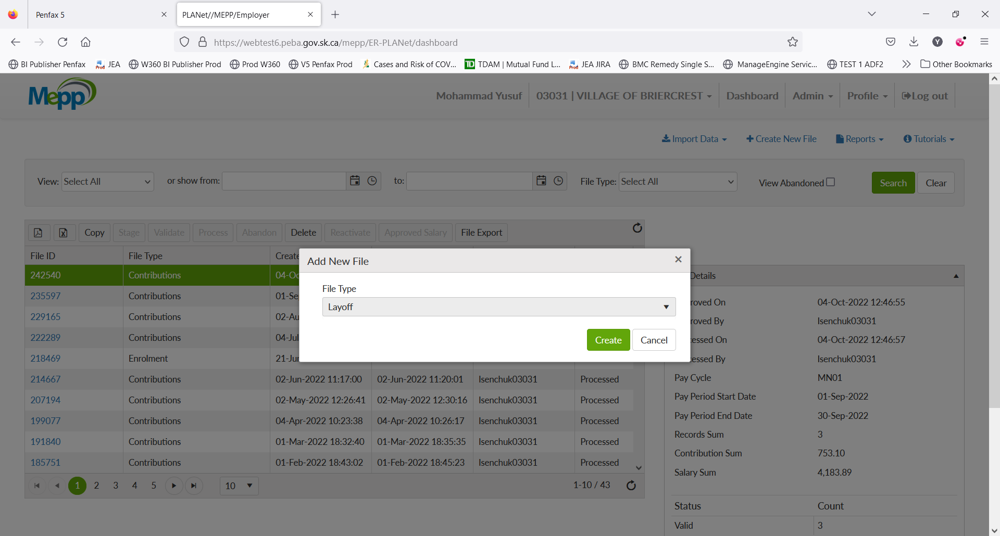 Penfax 5
PLANet//MEPP/Employer
https://webtest6.peba.gov.sk.ca/mepp/ER-PLANet/dashboard
Y
BI Publisher Penfax JEA W360 BI Publisher Prod Prod W360 V5 Penfax Prod Cases and Risk of COV... TDAM | Mutual Fund L... JEA JIRA BMC Remedy Single S... ManageEngine Servic... TEST 1 ADF2 Other Bookmarks
Mepp
Mohammad Yusuf 03031 | VILLAGE OF BRIERCREST Dashboard Admin Profile Log out
Import Data Create New File Reports Tutorials
View: Select All or show from: to: File Type: Select All View Abandoned Search Clear
Copy Stage Validate Process Abandon Delete Reactivate Approved Salary File Export
File ID File Type Create
242540 Contributions 04-Oc
235597 Contributions 01-Se
229165 Contributions 02-Au
222289 Contributions 04-Jul
218469 Enrolment 21-Jun
214667 Contributions 02-Jun-2022 11:17:00 02-Jun-2022 11:20:01 lsenchuk03031 Processed
207194 Contributions 02-May-2022 12:26:41 02-May-2022 12:30:16 lsenchuk03031 Processed
199077 Contributions 04-Apr-2022 10:23:38 04-Apr-2022 10:26:17 lsenchuk03031 Processed
191840 Contributions 01-Mar-2022 18:32:40 01-Mar-2022 18:35:35 lsenchuk03031 Processed
185751 Contributions 01-Feb-2022 18:43:02 01-Feb-2022 18:45:23 lsenchuk03031 Processed
1 2 3 4 5 10 1-10 / 43
Add New File
File Type
Layoff
Create Cancel
Details
roved On 04-Oct-2022 12:46:55
roved By lsenchuk03031
essed On 04-Oct-2022 12:46:57
essed By lsenchuk03031
Pay Cycle MN01
Pay Period Start Date 01-Sep-2022
Pay Period End Date 30-Sep-2022
Records Sum 3
Contribution Sum 753.10
Salary Sum 4,183.89
Status Count
Valid 3